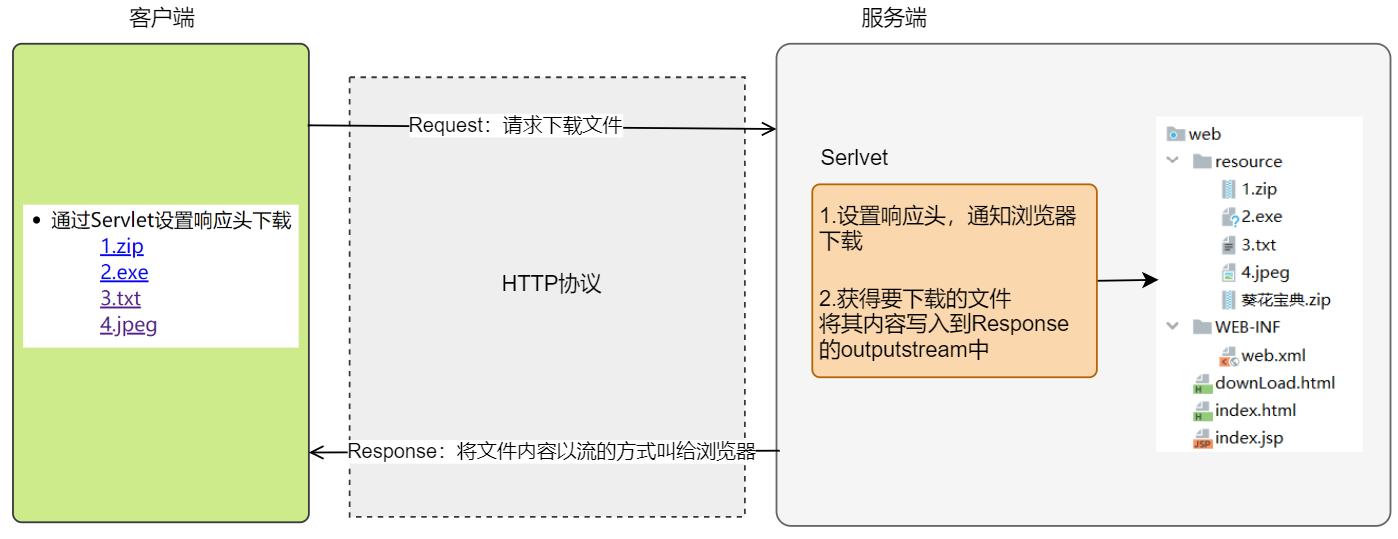 客户端
服务端
Request：请求下载文件
• 通过Servlet设置响应头下载
1.zip
2.exe
3.txt
4.jpeg
HTTP协议
Serlvet
1.设置响应头，通知浏览器
下载
2.获得要下载的文件
将其内容写入到Response
的outputstream中
web
resource
1.zip
2.exe
3.txt
4.jpeg
葵花宝典.zip
WEB-INF
web.xml
downLoad.html
index.html
index.jsp
Response：将文件内容以流的方式叫给浏览器